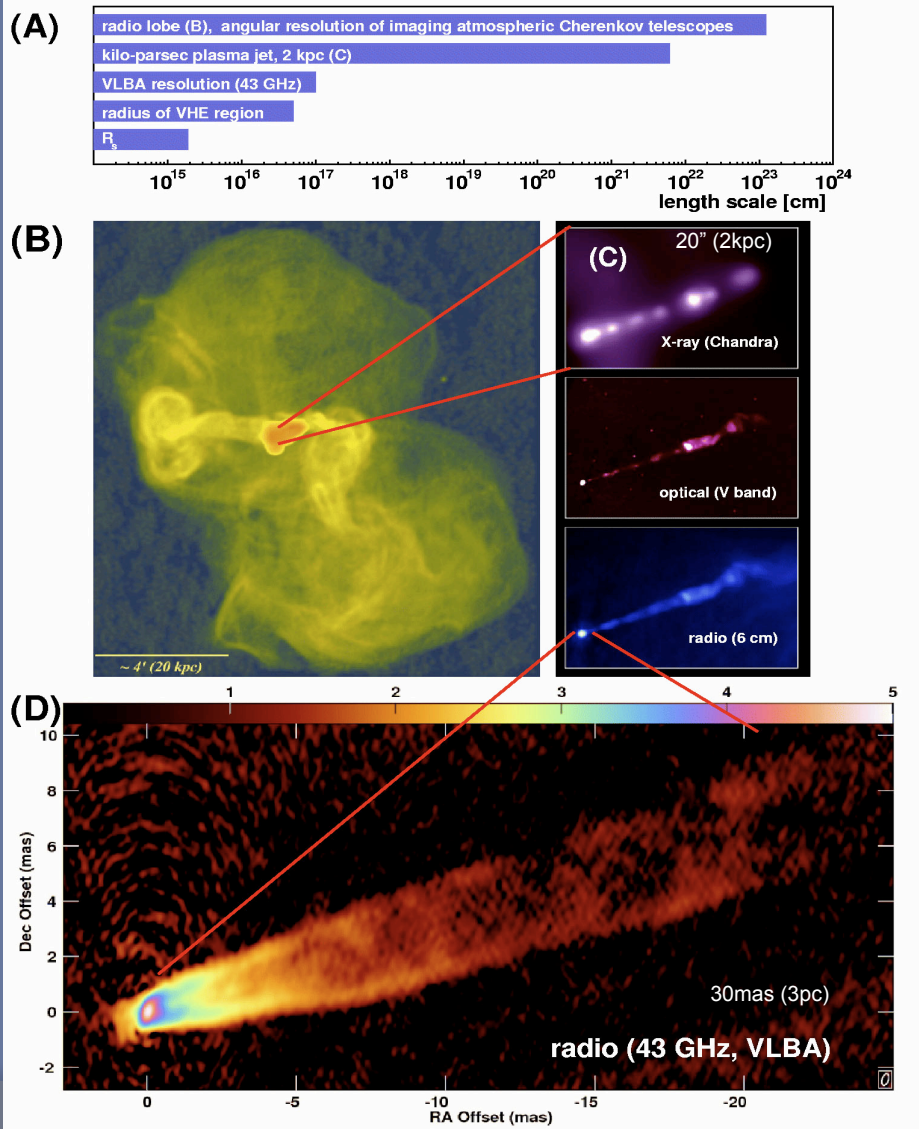 (A)
radio lobe (B), angular resolution of imaging atmospheric Cherenkov telescopes
kilo-parsec plasma jet, 2 kpc (C)
VLBA resolution (43 GHz)
radius of VHE region
Rs
10^15 10^16 10^17 10^18 10^19 10^20 10^21 10^22 10^23 10^24
length scale [cm]
(B)
~ 4' (20 kpc)
(C)
20” (2kpc)
X-ray (Chandra)
optical (V band)
radio (6 cm)
(D)
1 2 3 4 5
10
8
6
4
2
0
-2
Dec Offset (mas)
30mas (3pc)
radio (43 GHz, VLBA)
0 -5 -10 -15 -20
RA Offset (mas)